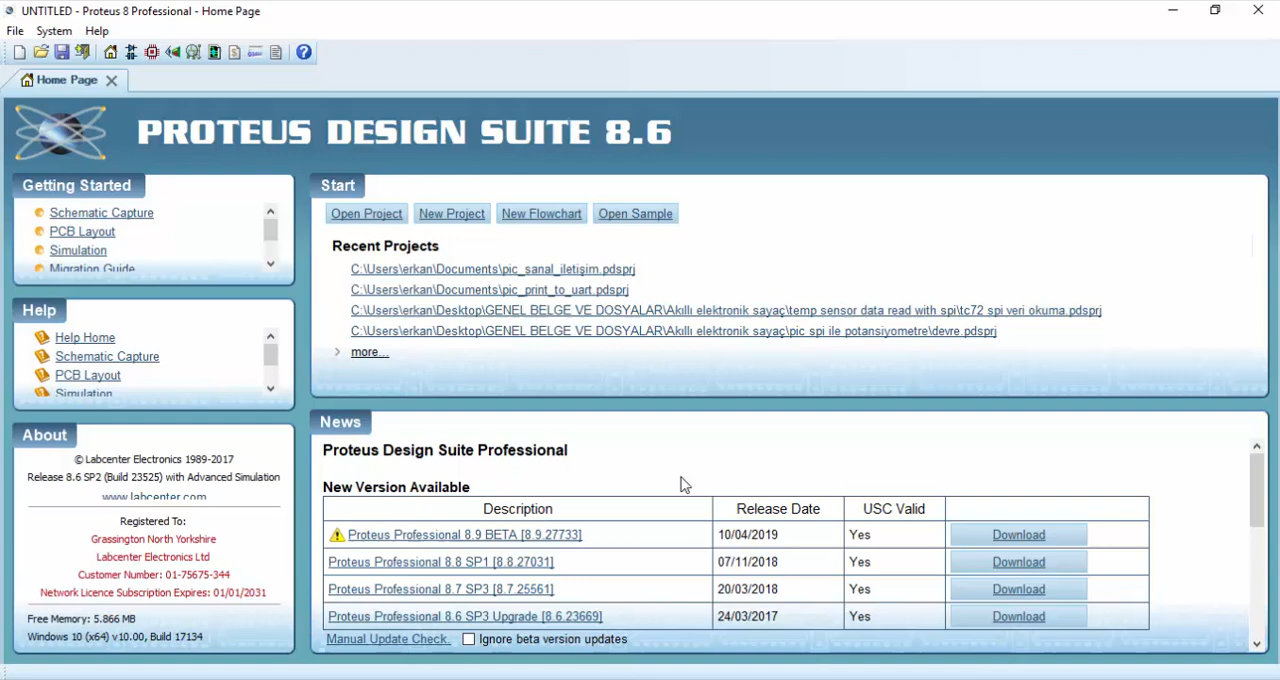 UNTITLED - Proteus 8 Professional - Home Page
File System Help
Home Page
PROTEUS DESIGN SUITE 8.6
Getting Started
Schematic Capture
PCB Layout
Simulation
Migration Guide
Help
Help Home
Schematic Capture
PCB Layout
Simulation
About
© Labcenter Electronics 1989-2017
Release 8.6 SP2 (Build 23525) with Advanced Simulation
www.labcenter.com
Registered To:
Grassington North Yorkshire
Labcenter Electronics Ltd
Customer Number: 01-75675-344
Network Licence Subscription Expires: 01/01/2031
Free Memory: 5.866 MB
Windows 10 (x64) v10.00, Build 17134
Start
Open Project New Project New Flowchart Open Sample
Recent Projects
C:\Users\erkan\Documents\pic_sanal_iletişim.pdsprj
C:\Users\erkan\Documents\pic_print_to_uart.pdsprj
C:\Users\erkan\Desktop\GENEL BELGE VE DOSYALAR\Akıllı elektronik sayaç\temp sensor data read with spi\tc72 spi veri okuma.pdsprj
C:\Users\erkan\Desktop\GENEL BELGE VE DOSYALAR\Akıllı elektronik sayaç\pic spi ile potansiyometre\devre.pdsprj
more...
News
Proteus Design Suite Professional
New Version Available
Description Release Date USC Valid
Proteus Professional 8.9 BETA [8.9.27733] 10/04/2019 Yes Download
Proteus Professional 8.8 SP1 [8.8.27031] 07/11/2018 Yes Download
Proteus Professional 8.7 SP3 [8.7.25561] 20/03/2018 Yes Download
Proteus Professional 8.6 SP3 Upgrade [8.6.23669] 24/03/2017 Yes Download
Manual Update Check. Ignore beta version updates